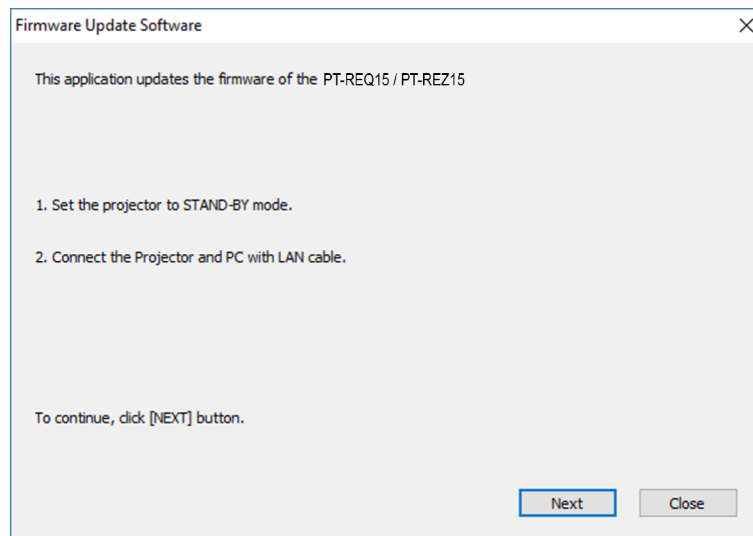 Firmware Update Software
This application updates the firmware of the PT-REQ15 / PT-REZ15
1. Set the projector to STAND-BY mode.
2. Connect the Projector and PC with LAN cable.
To continue, click [NEXT] button.
Next
Close